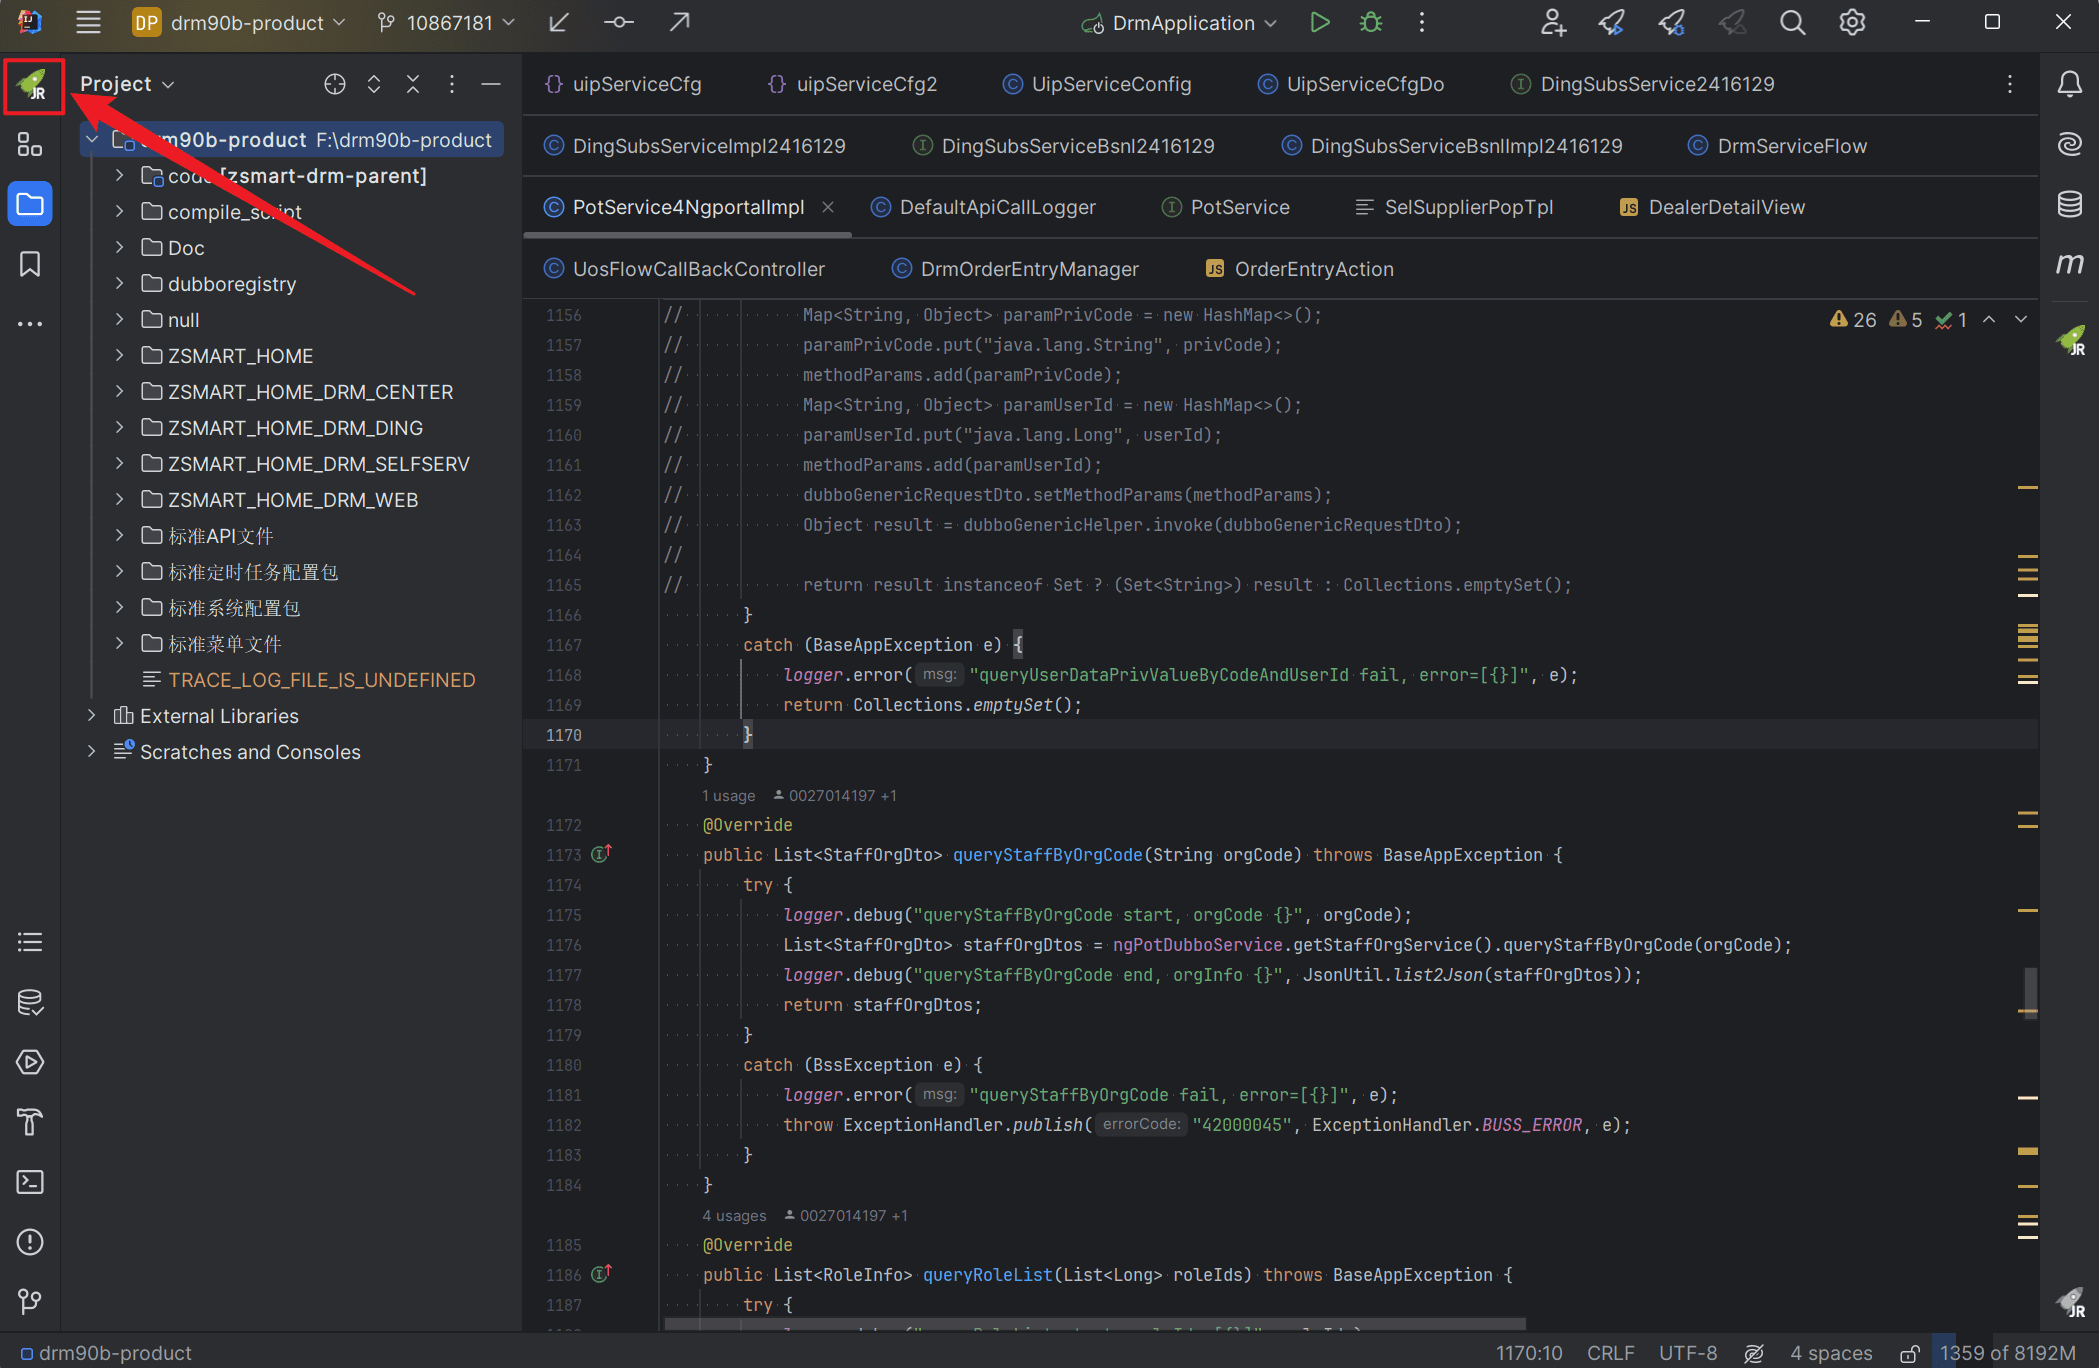 DP drm90b-product 10867181 DrmApplication
JR Project
uipServiceCfg uipServiceCfg2 UipServiceConfig UipServiceCfgDo DingSubsService2416129
DingSubsServiceImpl2416129 DingSubsServiceBsnl2416129 DingSubsServiceBsnlImpl2416129 DrmServiceFlow
PotService4NgportalImpl DefaultApiCallLogger PotService SelSupplierPopTpl JS DealerDetailView
UosFlowCallBackController DrmOrderEntryManager JS OrderEntryAction
m90b-product F:\drm90b-product
code [zsmart-drm-parent]
compile_script
Doc
dubboregistry
null
ZSMART_HOME
ZSMART_HOME_DRM_CENTER
ZSMART_HOME_DRM_DING
ZSMART_HOME_DRM_SELFSERV
ZSMART_HOME_DRM_WEB
标准API文件
标准定时任务配置包
标准系统配置包
标准菜单文件
TRACE_LOG_FILE_IS_UNDEFINED
External Libraries
Scratches and Consoles
26 5 1
m
JR
1156 // Map<String, Object> paramPrivCode = new HashMap<>();
1157 // paramPrivCode.put("java.lang.String", privCode);
1158 // methodParams.add(paramPrivCode);
1159 // Map<String, Object> paramUserId = new HashMap<>();
1160 // paramUserId.put("java.lang.Long", userId);
1161 // methodParams.add(paramUserId);
1162 // dubboGenericRequestDto.setMethodParams(methodParams);
1163 // Object result = dubboGenericHelper.invoke(dubboGenericRequestDto);
1164 //
1165 // return result instanceof Set ? (Set<String>) result : Collections.emptySet();
1166 }
1167 catch (BaseAppException e) {
1168 logger.error( msg: "queryUserDataPrivValueByCodeAndUserId fail, error=[{}]", e);
1169 return Collections.emptySet();
1170 }
1171 }
1 usage 0027014197 +1
1172 @Override
1173 public List<StaffOrgDto> queryStaffByOrgCode(String orgCode) throws BaseAppException {
1174 try {
1175 logger.debug("queryStaffByOrgCode start, orgCode {}", orgCode);
1176 List<StaffOrgDto> staffOrgDtos = ngPotDubboService.getStaffOrgService().queryStaffByOrgCode(orgCode);
1177 logger.debug("queryStaffByOrgCode end, orgInfo {}", JsonUtil.list2Json(staffOrgDtos));
1178 return staffOrgDtos;
1179 }
1180 catch (BssException e) {
1181 logger.error( msg: "queryStaffByOrgCode fail, error=[{}]", e);
1182 throw ExceptionHandler.publish( errorCode: "42000045", ExceptionHandler.BUSS_ERROR, e);
1183 }
1184 }
4 usages 0027014197 +1
1185 @Override
1186 public List<RoleInfo> queryRoleList(List<Long> roleIds) throws BaseAppException {
1187 try {
JR
drm90b-product 1170:10 CRLF UTF-8 4 spaces 1359 of 8192M